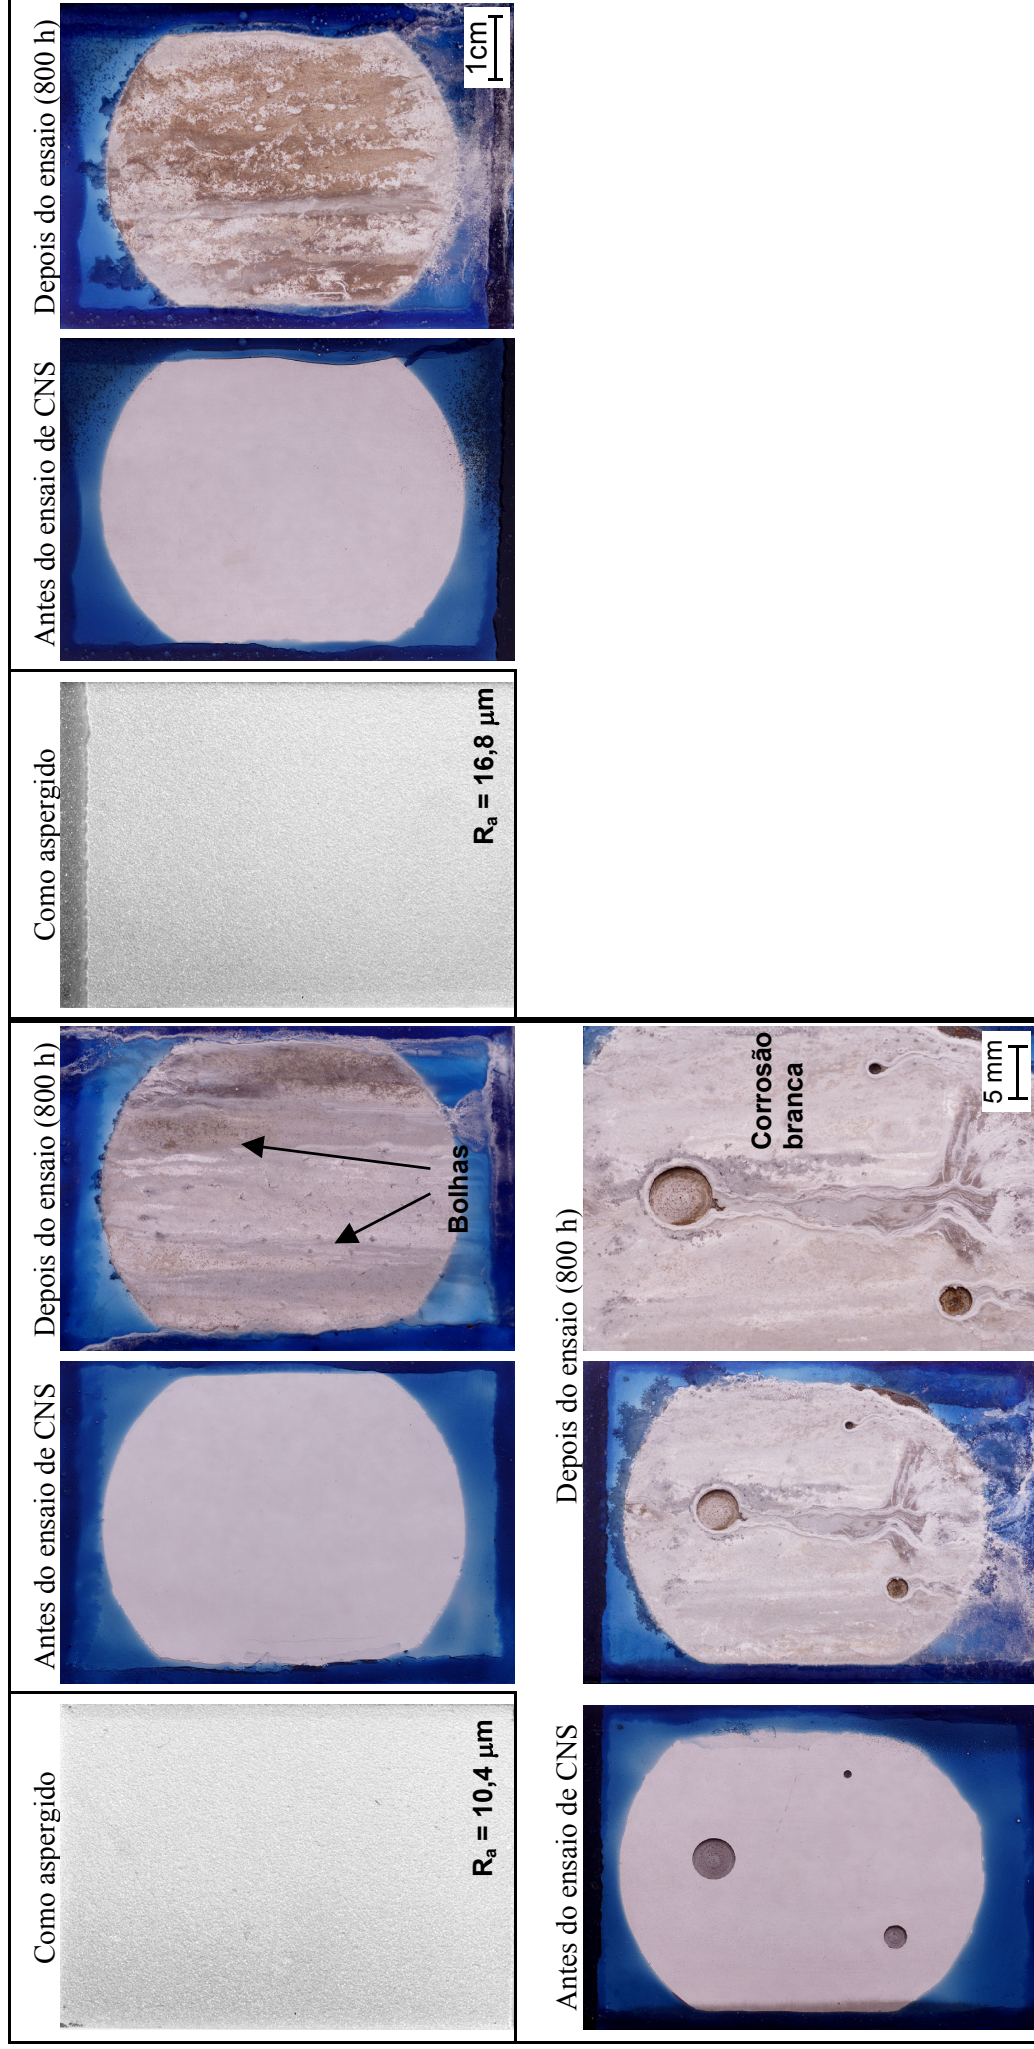 Como aspergido
Antes do ensaio de CNS
Depois do ensaio (800 h)
Como aspergido
Antes do ensaio de CNS
Depois do ensaio (800 h)
Rₐ = 10,4 μm
Bolhas
Rₐ = 16,8 μm
1cm
Antes do ensaio de CNS
Depois do ensaio (800 h)
Corrosão
branca
5 mm